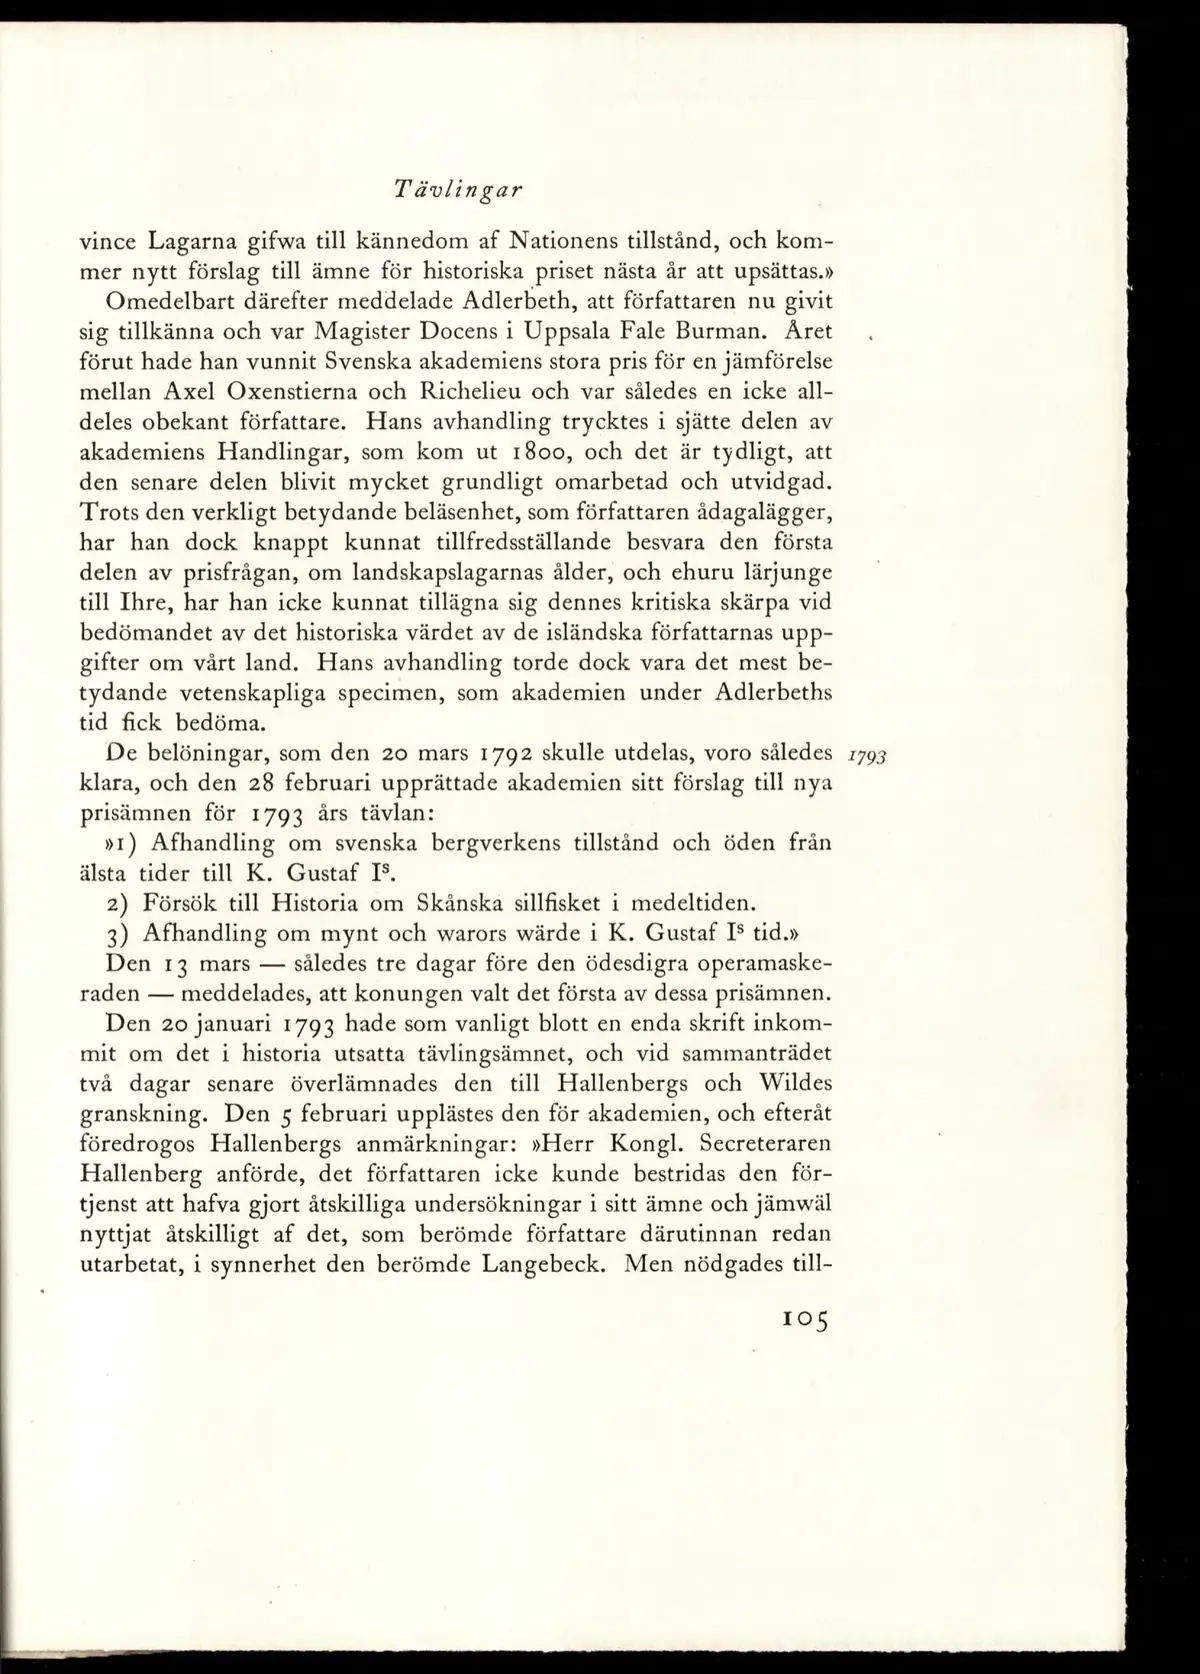 Tävlingar
vince Lagarna gifwa till kännedom af Nationens tillstånd, och kom-
mer nytt förslag till ämne för historiska priset nästa år att upsättas.»
Omedelbart därefter meddelade Adlerbeth, att författaren nu givit
sig tillkänna och var Magister Docens i Uppsala Fale Burman. Året
förut hade han vunnit Svenska akademiens stora pris för en jämförelse
mellan Axel Oxenstierna och Richelieu och var således en icke all-
deles obekant författare. Hans avhandling trycktes i sjätte delen av
akademiens Handlingar, som kom ut 1800, och det är tydligt, att
den senare delen blivit mycket grundligt omarbetad och utvidgad.
Trots den verkligt betydande beläsenhet, som författaren ådagalägger,
har han dock knappt kunnat tillfredsställande besvara den första
delen av prisfrågan, om landskapslagarnas ålder, och ehuru lärjunge
till Ihre, har han icke kunnat tillägna sig dennes kritiska skärpa vid
bedömandet av det historiska värdet av de isländska författarnas upp-
gifter om vårt land. Hans avhandling torde dock vara det mest be-
tydande vetenskapliga specimen, som akademien under Adlerbeths
tid fick bedöma.
De belöningar, som den 20 mars 1792 skulle utdelas, voro således 1793
klara, och den 28 februari upprättade akademien sitt förslag till nya
prisämnen för 1793 års tävlan:
»1) Afhandling om svenska bergverkens tillstånd och öden från
älsta tider till K. Gustaf Iˢ.
2) Försök till Historia om Skånska sillfisket i medeltiden.
3) Afhandling om mynt och warors wärde i K. Gustaf Iˢ tid.»
Den 13 mars — således tre dagar före den ödesdigra operamaske-
raden — meddelades, att konungen valt det första av dessa prisämnen.
Den 20 januari 1793 hade som vanligt blott en enda skrift inkom-
mit om det i historia utsatta tävlingsämnet, och vid sammanträdet
två dagar senare överlämnades den till Hallenbergs och Wildes
granskning. Den 5 februari upplästes den för akademien, och efteråt
föredrogos Hallenbergs anmärkningar: »Herr Kongl. Secreteraren
Hallenberg anförde, det författaren icke kunde bestridas den för-
tjenst att hafva gjort åtskilliga undersökningar i sitt ämne och jämwäl
nyttjat åtskilligt af det, som berömde författare därutinnan redan
utarbetat, i synnerhet den berömde Langebeck. Men nödgades till-
105